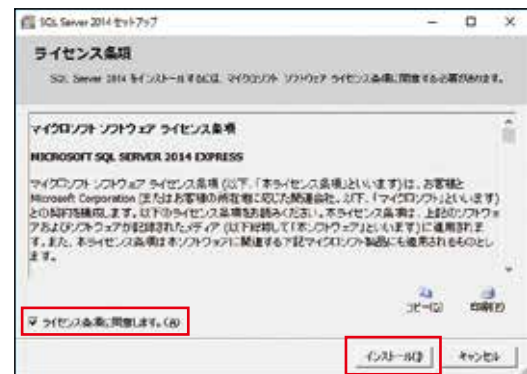 SQL Server 2014 セットアップ
ライセンス条項
SQL Server 2014 をインストールするには、マイクロソフト ソフトウェア ライセンス条項に同意する必要があります。
マイクロソフト ソフトウェア ライセンス条項
MICROSOFT SQL SERVER 2014 EXPRESS
マイクロソフト ソフトウェア ライセンス条項 (以下、「本ライセンス条項」といいます) は、お客様と
Microsoft Corporation (またはお客様の所在地に応じた関連会社。以下、「マイクロソフト」といいます)
との契約を構成します。以下のライセンス条項をお読みください。本ライセンス条項は、上記のソフトウェ
アおよびソフトウェアが記録されたメディア (以下総称して「本ソフトウェア」といいます) に適用されま
す。また、本ライセンス条項は本ソフトウェアに関連する下記マイクロソフト製品にも適用されるものとし
ます。
コピー(C) 印刷(P)
ライセンス条項に同意します。(A)
インストール(I) キャンセル